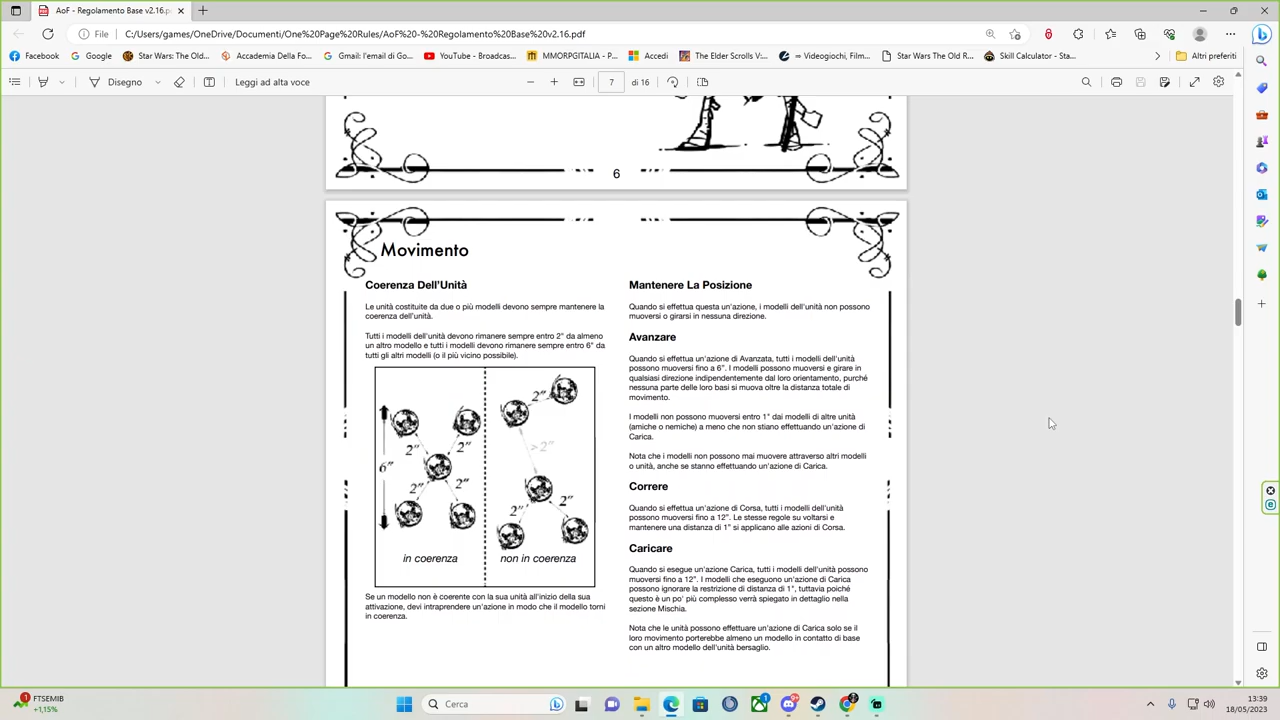 AoF - Regolamento Base v2.16.pd
File
C:/Users/games/OneDrive/Documenti/One%20Page%20Rules/AoF%20-%20Regolamento%20Base%20v2.16.pdf
Facebook
Google
Star Wars: The Old...
Accademia Della Fo...
Gmail: l'email di Go...
YouTube - Broadcas...
MMORPGITALIA - P...
Accedi
The Elder Scrolls V:...
Videogiochi, Film,...
Star Wars The Old R...
Skill Calculator - Sta...
Altri preferiti
Disegno
Leggi ad alta voce
7
di 16
6
Movimento
Coerenza Dell'Unità
Le unità costituite da due o più modelli devono sempre mantenere la
coerenza dell'unità.
Tutti i modelli dell'unità devono rimanere sempre entro 2" da almeno
un altro modello e tutti i modelli devono rimanere sempre entro 6" da
tutti gli altri modelli (o il più vicino possibile).
6"
2"
2"
2"
2"
in coerenza
2"
>2"
2"
2"
non in coerenza
Se un modello non è coerente con la sua unità all'inizio della sua
attivazione, devi intraprendere un'azione in modo che il modello torni
in coerenza.
Mantenere La Posizione
Quando si effettua questa un'azione, i modelli dell'unità non possono
muoversi o girarsi in nessuna direzione.
Avanzare
Quando si effettua un'azione di Avanzata, tutti i modelli dell'unità
possono muoversi fino a 6". I modelli possono muoversi e girare in
qualsiasi direzione indipendentemente dal loro orientamento, purché
nessuna parte delle loro basi si muova oltre la distanza totale di
movimento.
I modelli non possono muoversi entro 1" dai modelli di altre unità
(amiche o nemiche) a meno che non stiano effettuando un'azione di
Carica.
Nota che i modelli non possono mai muovere attraverso altri modelli
o unità, anche se stanno effettuando un'azione di Carica.
Correre
Quando si effettua un'azione di Corsa, tutti i modelli dell'unità
possono muoversi fino a 12". Le stesse regole su voltarsi e
mantenere una distanza di 1" si applicano alle azioni di Corsa.
Caricare
Quando si esegue un'azione Carica, tutti i modelli dell'unità possono
muoversi fino a 12". I modelli che eseguono un'azione di Carica
possono ignorare la restrizione di distanza di 1", tuttavia poiché
questo è un po' più complesso verrà spiegato in dettaglio nella
sezione Mischia.
Nota che le unità possono effettuare un'azione di Carica solo se il
loro movimento porterebbe almeno un modello in contatto di base
con un altro modello dell'unità bersaglio.
FTSEMIB
+1,15%
Cerca
13:39
18/05/2023